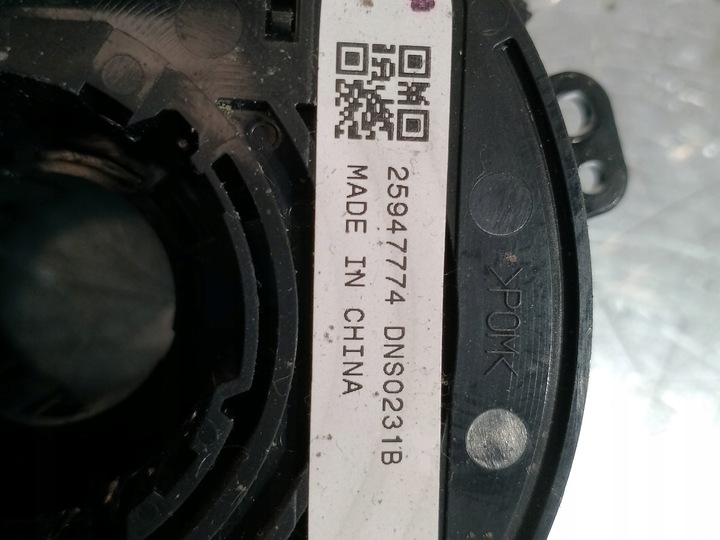 25947774 DNS0231B
MADE IN CHINA
>POM<